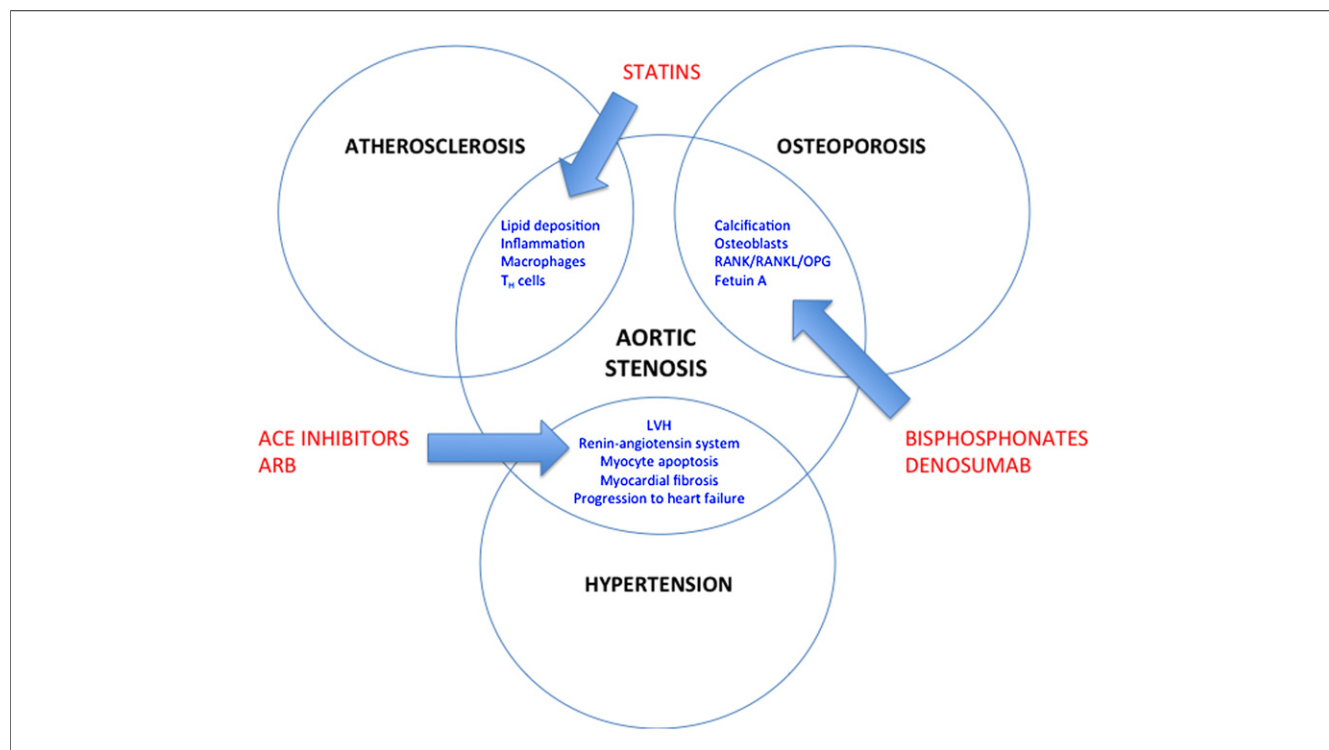 STATINS
ATHEROSCLEROSIS
OSTEOPOROSIS
Lipid deposition
Inflammation
Macrophages
T_H cells
Calcification
Osteoblasts
RANK/RANKL/OPG
Fetuin A
AORTIC
STENOSIS
ACE INHIBITORS
ARB
LVH
Renin-angiotensin system
Myocyte apoptosis
Myocardial fibrosis
Progression to heart failure
BISPHOSPHONATES
DENOSUMAB
HYPERTENSION